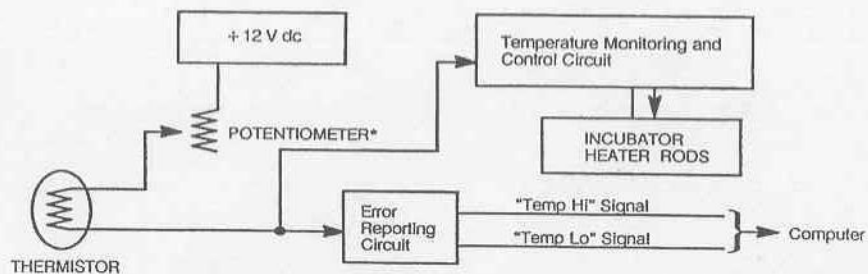 + 12 V dc
Temperature Monitoring and
Control Circuit
POTENTIOMETER*
INCUBATOR
HEATER RODS
Error
Reporting
Circuit
"Temp Hi" Signal
"Temp Lo" Signal
Computer
THERMISTOR